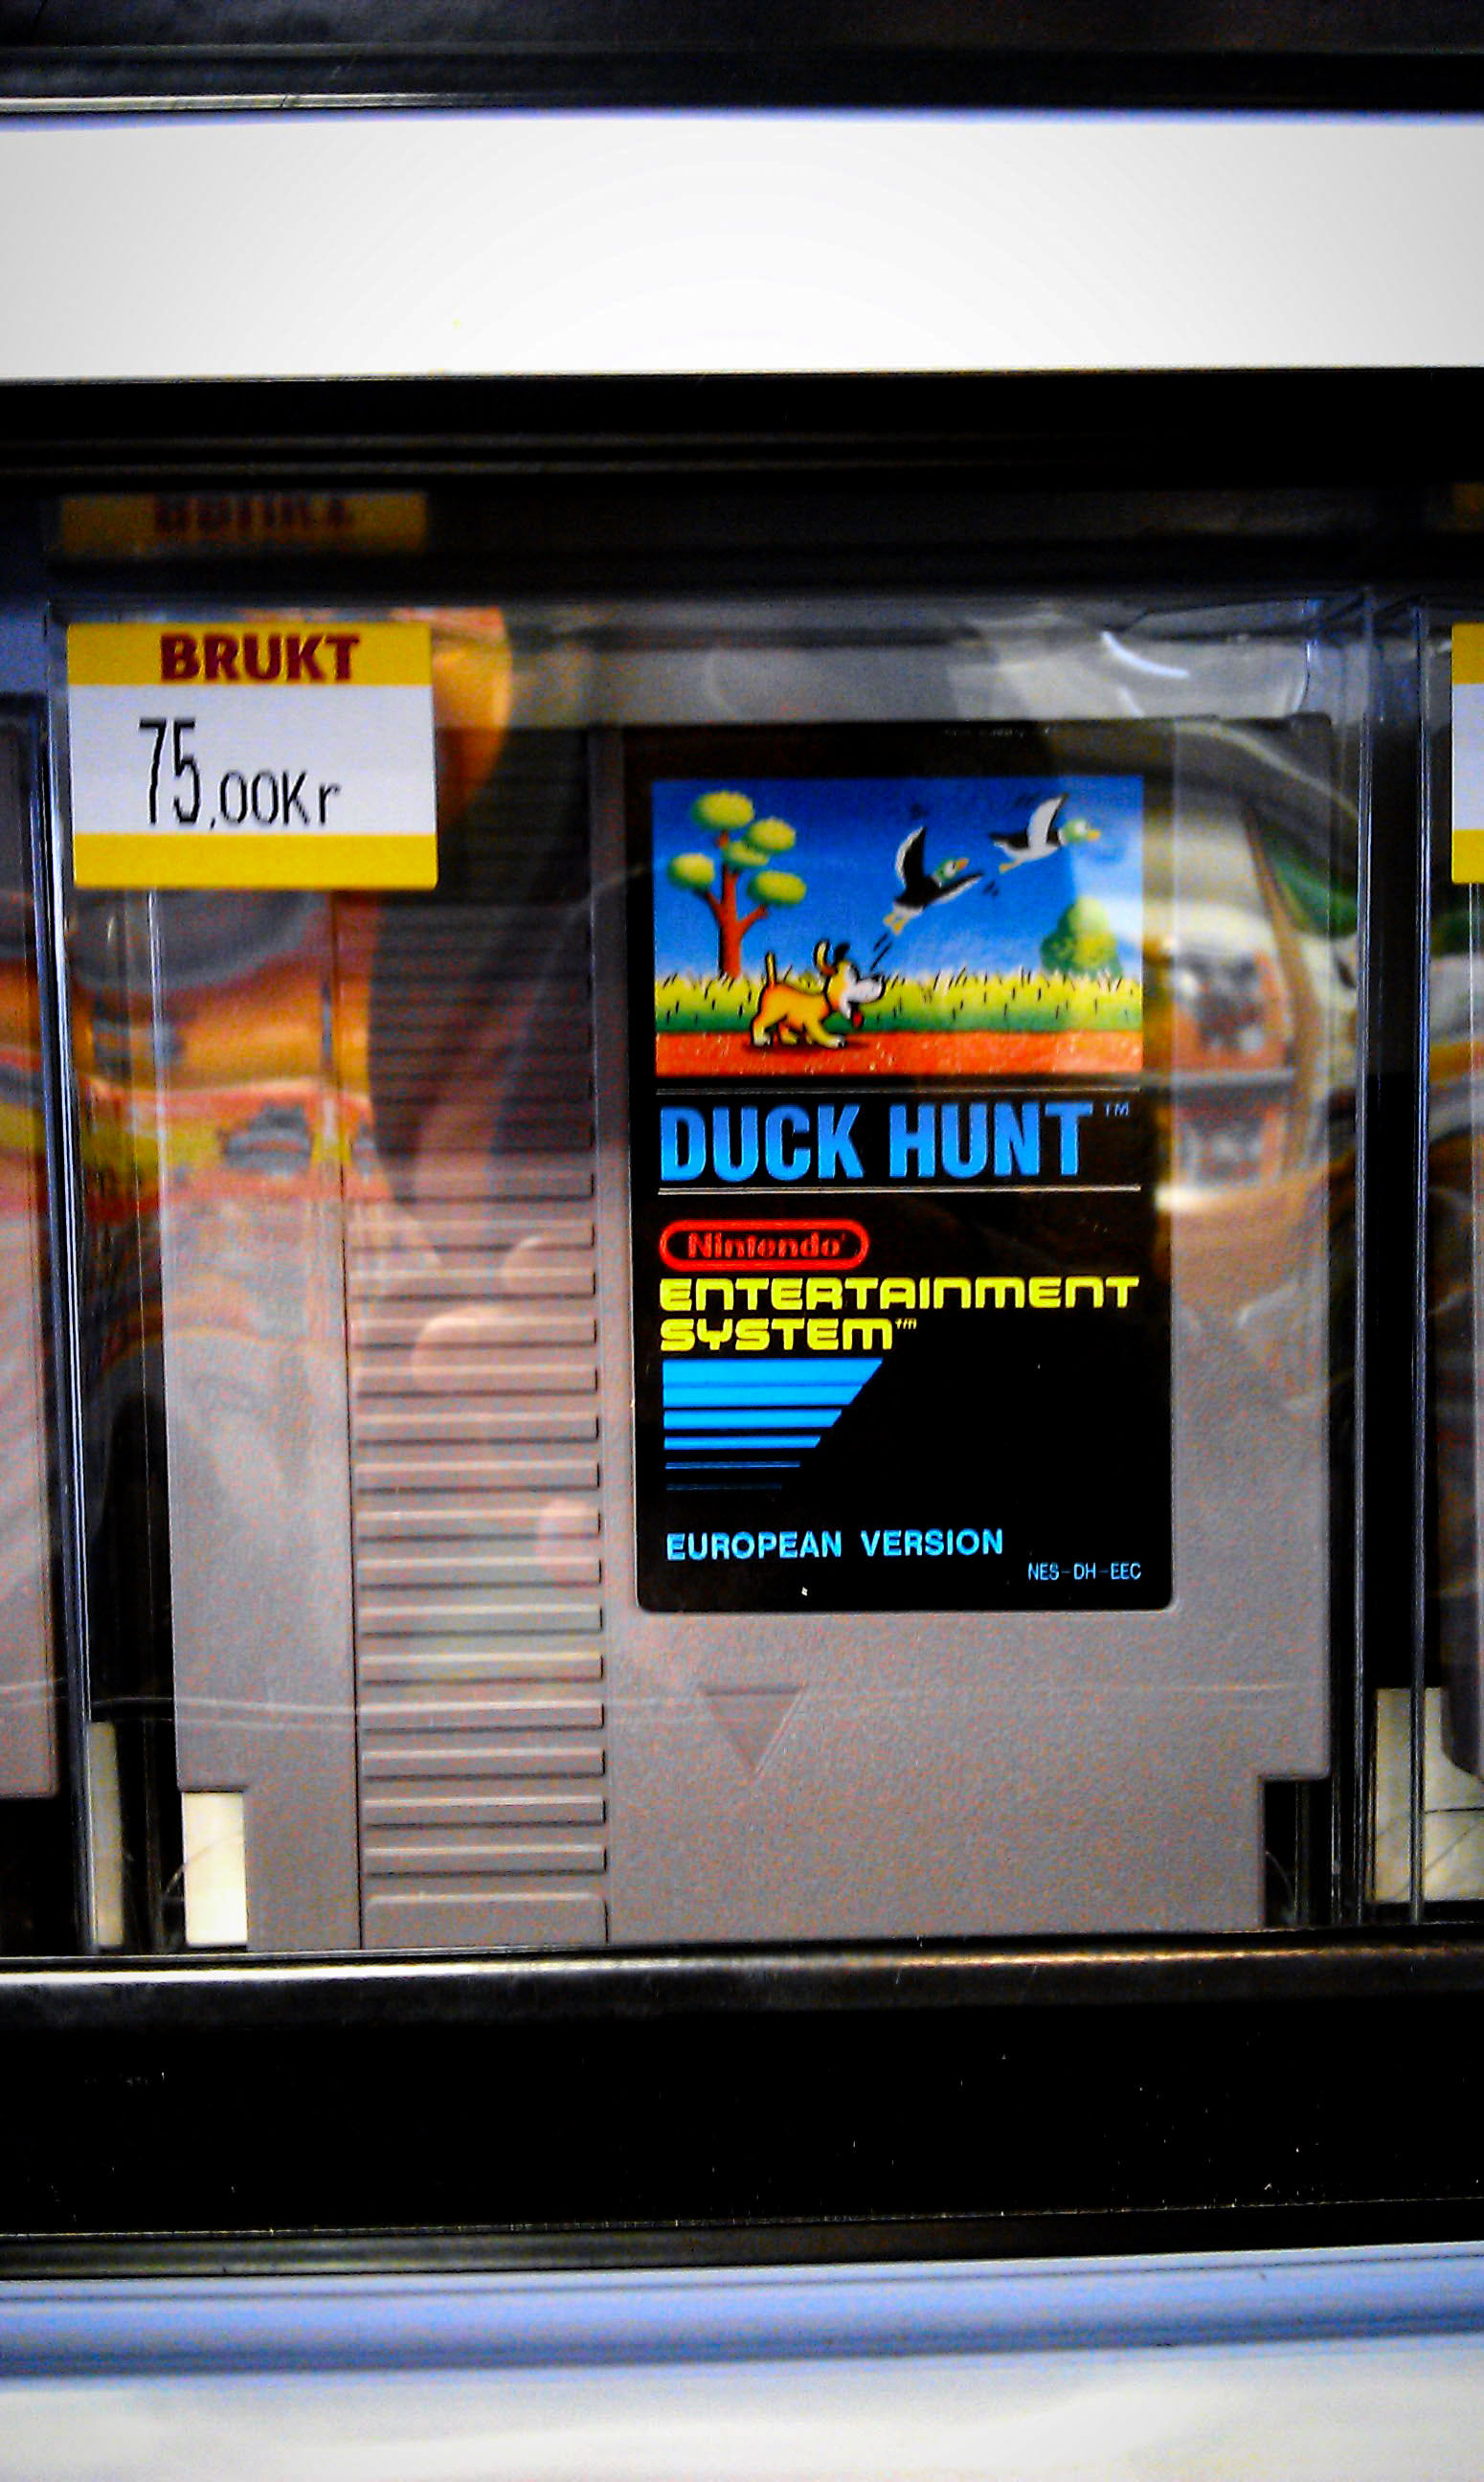 BRUKT
75,00Kr
DUCK HUNT™
Nintendo®
ENTERTAINMENT
SYSTEM™
EUROPEAN VERSION
NES-DH-EEC